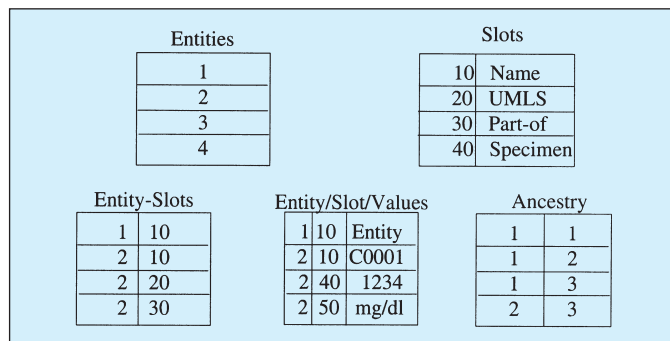 Entities
1
2
3
4
Slots
10 Name
20 UMLS
30 Part-of
40 Specimen
Entity-Slots
1 10
2 10
2 20
2 30
Entity/Slot/Values
1 10 Entity
2 10 C0001
2 40 1234
2 50 mg/dl
Ancestry
1 1
1 2
1 3
2 3